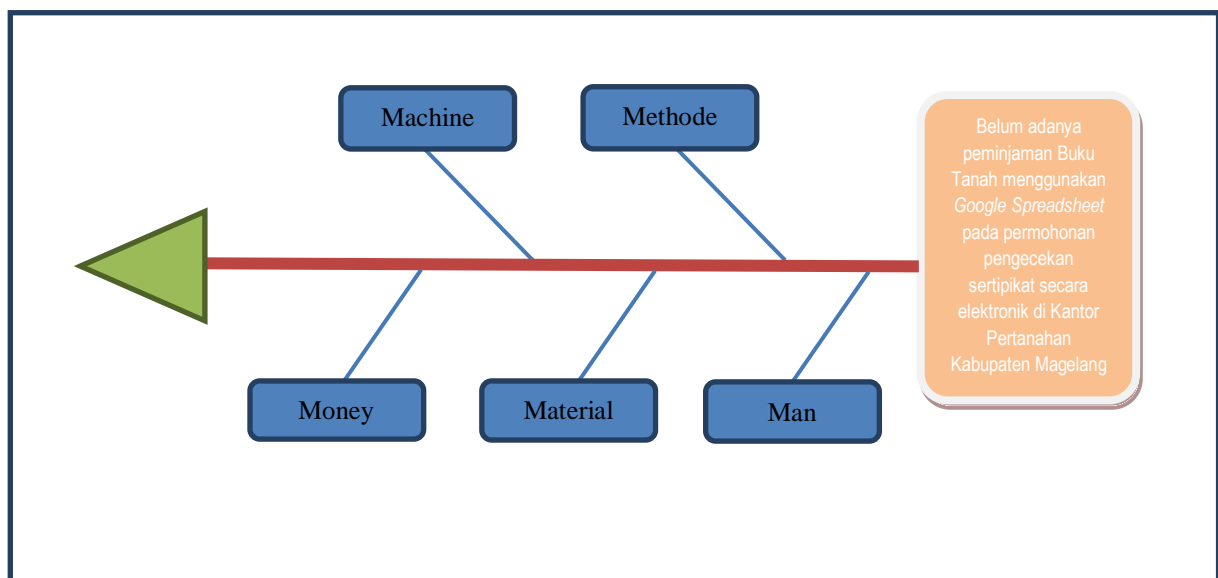 Machine
Methode
Belum adanya
peminjaman Buku
Tanah menggunakan
Google Spreadsheet
pada permohonan
pengecekan
sertipikat secara
elektronik di Kantor
Pertanahan
Kabupaten Magelang
Money
Material
Man